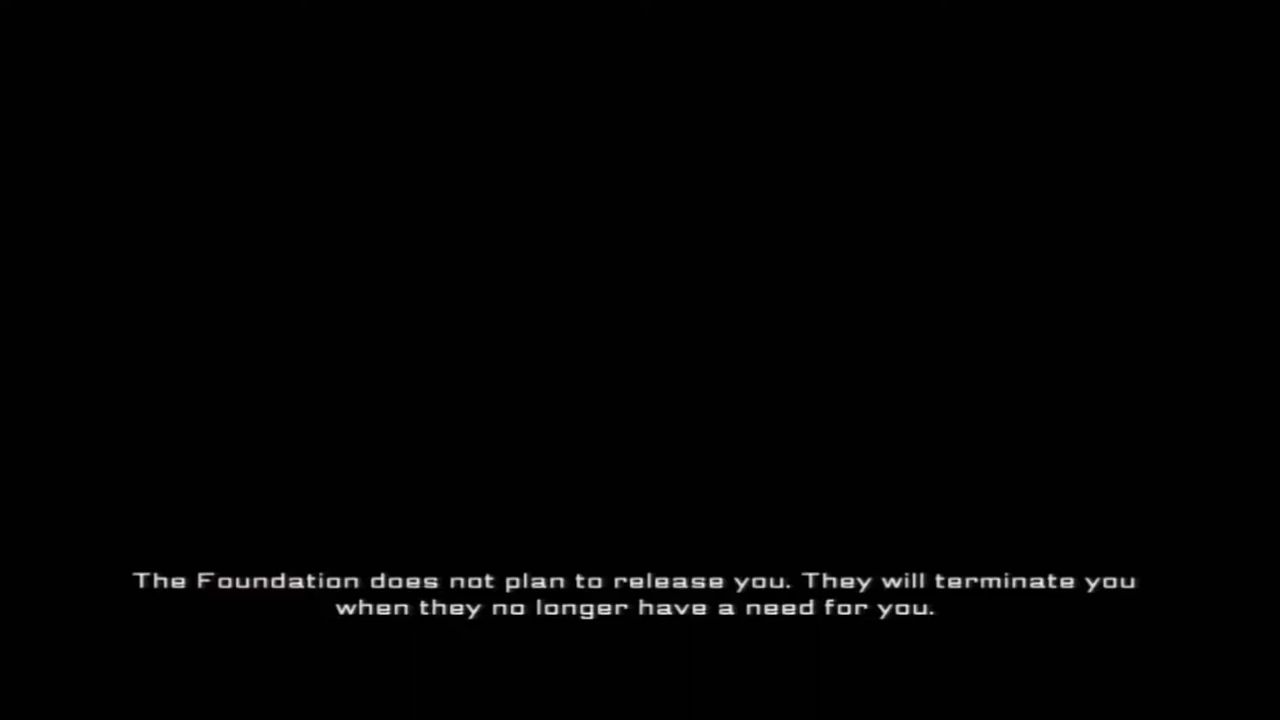 The Foundation does not plan to release you. They will terminate you
when they no longer have a need for you.